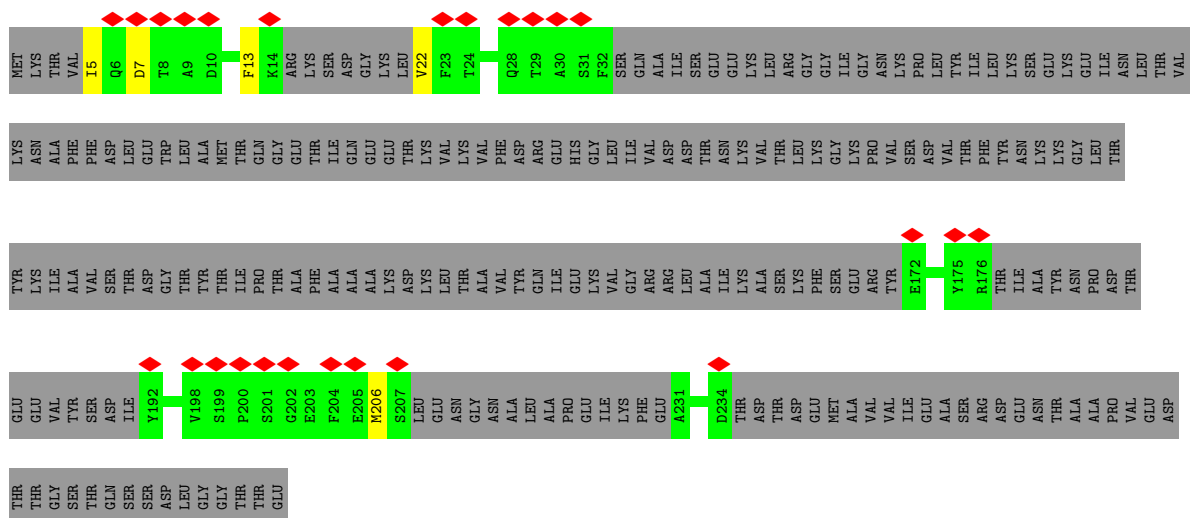 MET LYS THR VAL I5 Q6 D7 T8 A9 D10 F13 K14 ARG LYS SER ASP GLY LYS LEU V22 F23 T24 Q28 T29 A30 S31 F32 SER GLN ALA ILE SER GLU GLU LYS LEU ARG GLY GLY ILE GLY ASN LYS PRO LEU TYR ILE LEU LYS SER GLU LYS GLU ILE ASN LEU THR VAL
LYS ASN ALA PHE PHE ASP LEU GLU TRP LEU ALA MET THR GLN GLY GLU THR ILE GLN GLU GLU THR LYS VAL LYS VAL PHE ASP ARG GLU HIS GLY LEU ILE VAL ASP ASP THR ASN LYS VAL THR LEU LYS GLY LYS PRO VAL SER ASP VAL THR PHE TYR ASN LYS LYS GLY LEU THR
TYR LYS ILE ALA VAL SER THR ASP GLY THR TYR THR ILE PRO THR ALA PHE ALA ALA ALA LYS ASP LYS LEU THR ALA VAL TYR GLN ILE GLU LYS VAL GLY ARG ARG LEU ALA ILE LYS ALA SER LYS PHE SER GLU ARG TYR E172 Y175 R176 THR ILE ALA TYR ASN PRO ASP THR
GLU GLU VAL TYR SER ASP ILE Y192 V198 S199 P200 S201 G202 E203 F204 E205 M206 S207 LEU GLU ASN GLY ASN ALA LEU ALA PRO GLU ILE LYS PHE GLU A231 D234 THR ASP THR ASP GLU MET ALA VAL VAL ILE GLU ALA SER ARG ASP GLU ASN THR ALA ALA PRO VAL GLU ASP
THR THR GLY SER THR GLN SER SER ASP LEU GLY GLY THR THR GLU